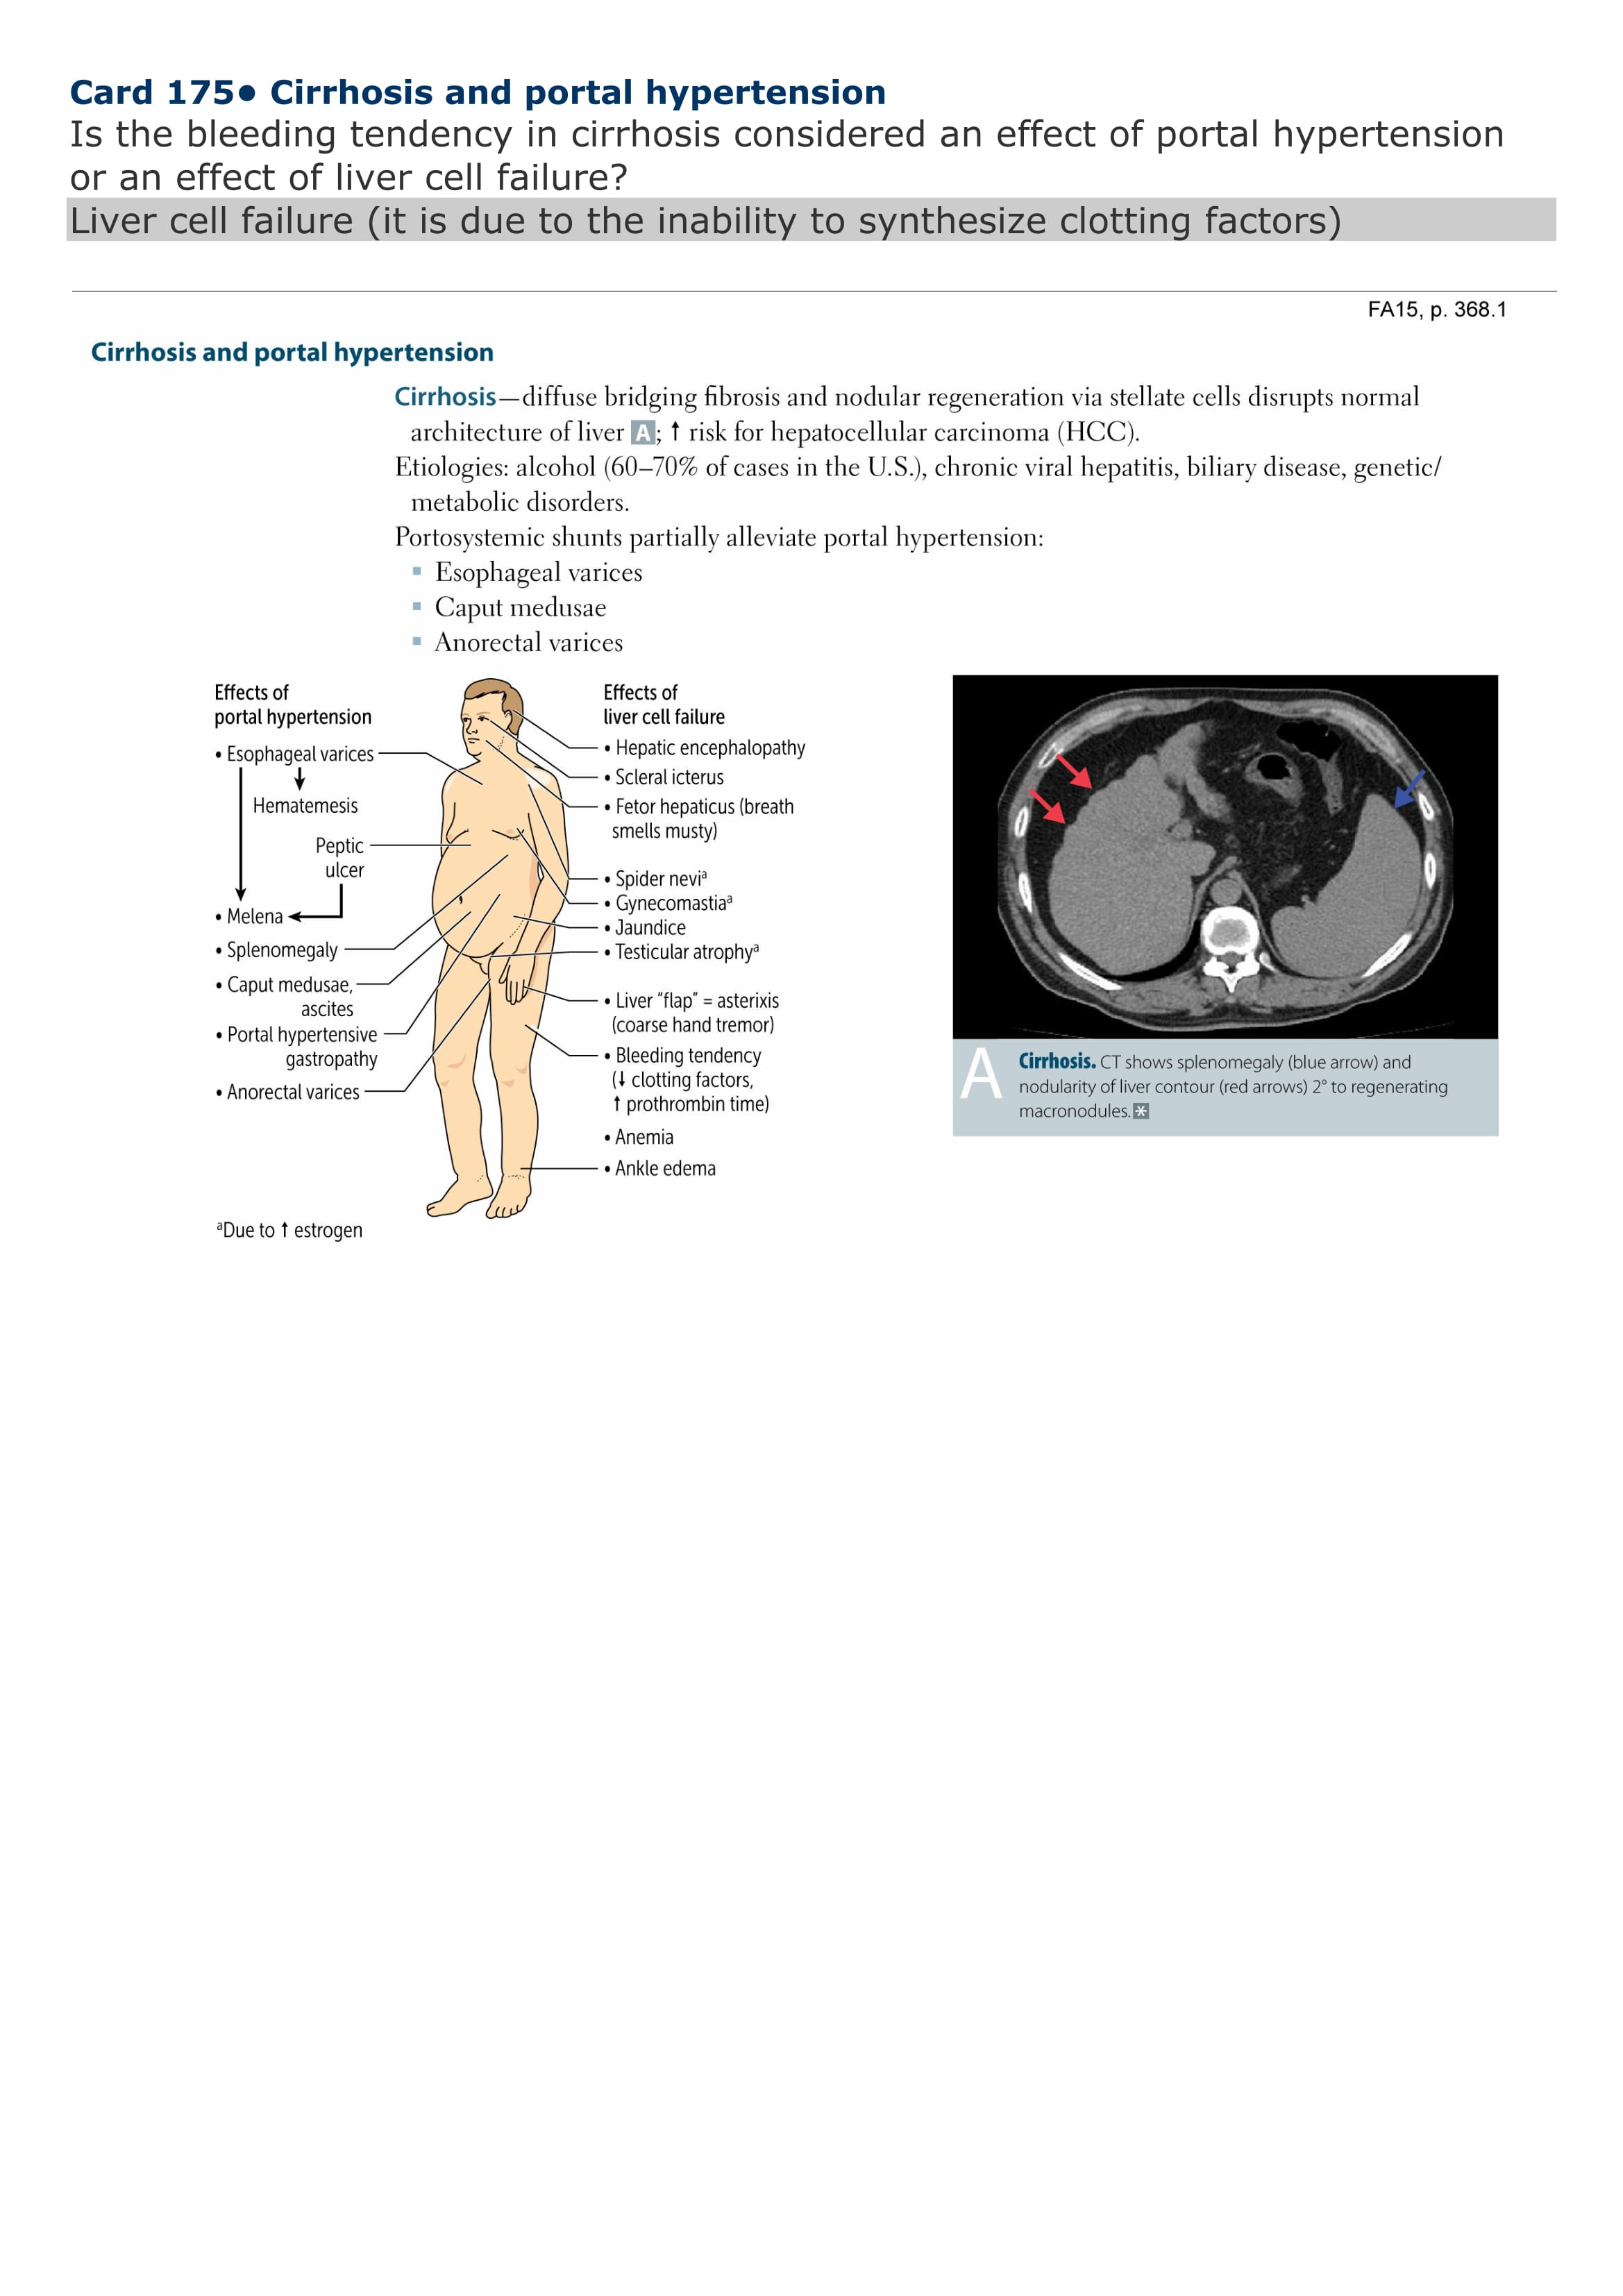 Card 175● Cirrhosis and portal hypertension
Is the bleeding tendency in cirrhosis considered an effect of portal hypertension
or an effect of liver cell failure?
Liver cell failure (it is due to the inability to synthesize clotting factors)
FA15, p. 368.1
Cirrhosis and portal hypertension
Cirrhosis—diffuse bridging fibrosis and nodular regeneration via stellate cells disrupts normal
architecture of liver A; ↑ risk for hepatocellular carcinoma (HCC).
Etiologies: alcohol (60–70% of cases in the U.S.), chronic viral hepatitis, biliary disease, genetic/
metabolic disorders.
Portosystemic shunts partially alleviate portal hypertension:
▪ Esophageal varices
▪ Caput medusae
▪ Anorectal varices
Effects of
portal hypertension
• Esophageal varices
Hematemesis
Peptic
ulcer
• Melena
• Splenomegaly
• Caput medusae,
ascites
• Portal hypertensive
gastropathy
• Anorectal varices
ᵃDue to ↑ estrogen
Effects of
liver cell failure
• Hepatic encephalopathy
• Scleral icterus
• Fetor hepaticus (breath
smells musty)
• Spider neviᵃ
• Gynecomastiaᵃ
• Jaundice
• Testicular atrophyᵃ
• Liver "flap" = asterixis
(coarse hand tremor)
• Bleeding tendency
(↓ clotting factors,
↑ prothrombin time)
• Anemia
• Ankle edema
A
Cirrhosis. CT shows splenomegaly (blue arrow) and
nodularity of liver contour (red arrows) 2° to regenerating
macronodules. *